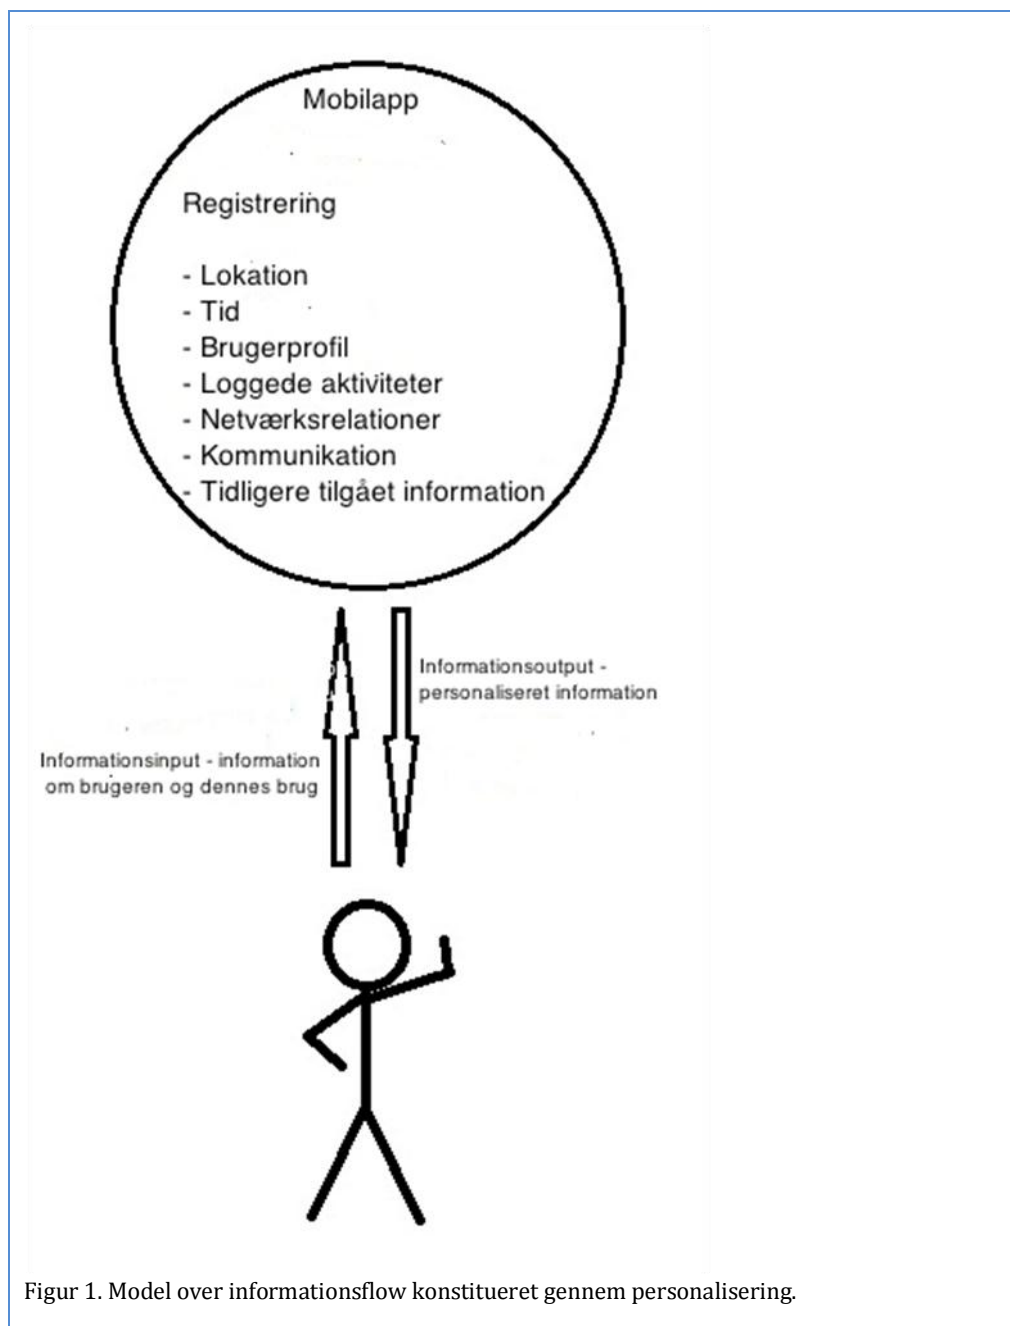 Mobilapp
Registrering
- Lokation
- Tid
- Brugerprofil
- Loggede aktiviteter
- Netværksrelationer
- Kommunikation
- Tidligere tilgået information
Informationsoutput -
personaliseret information
Informationsinput - information
om brugeren og dennes brug
Figur 1. Model over informationsflow konstitueret gennem personalisering.